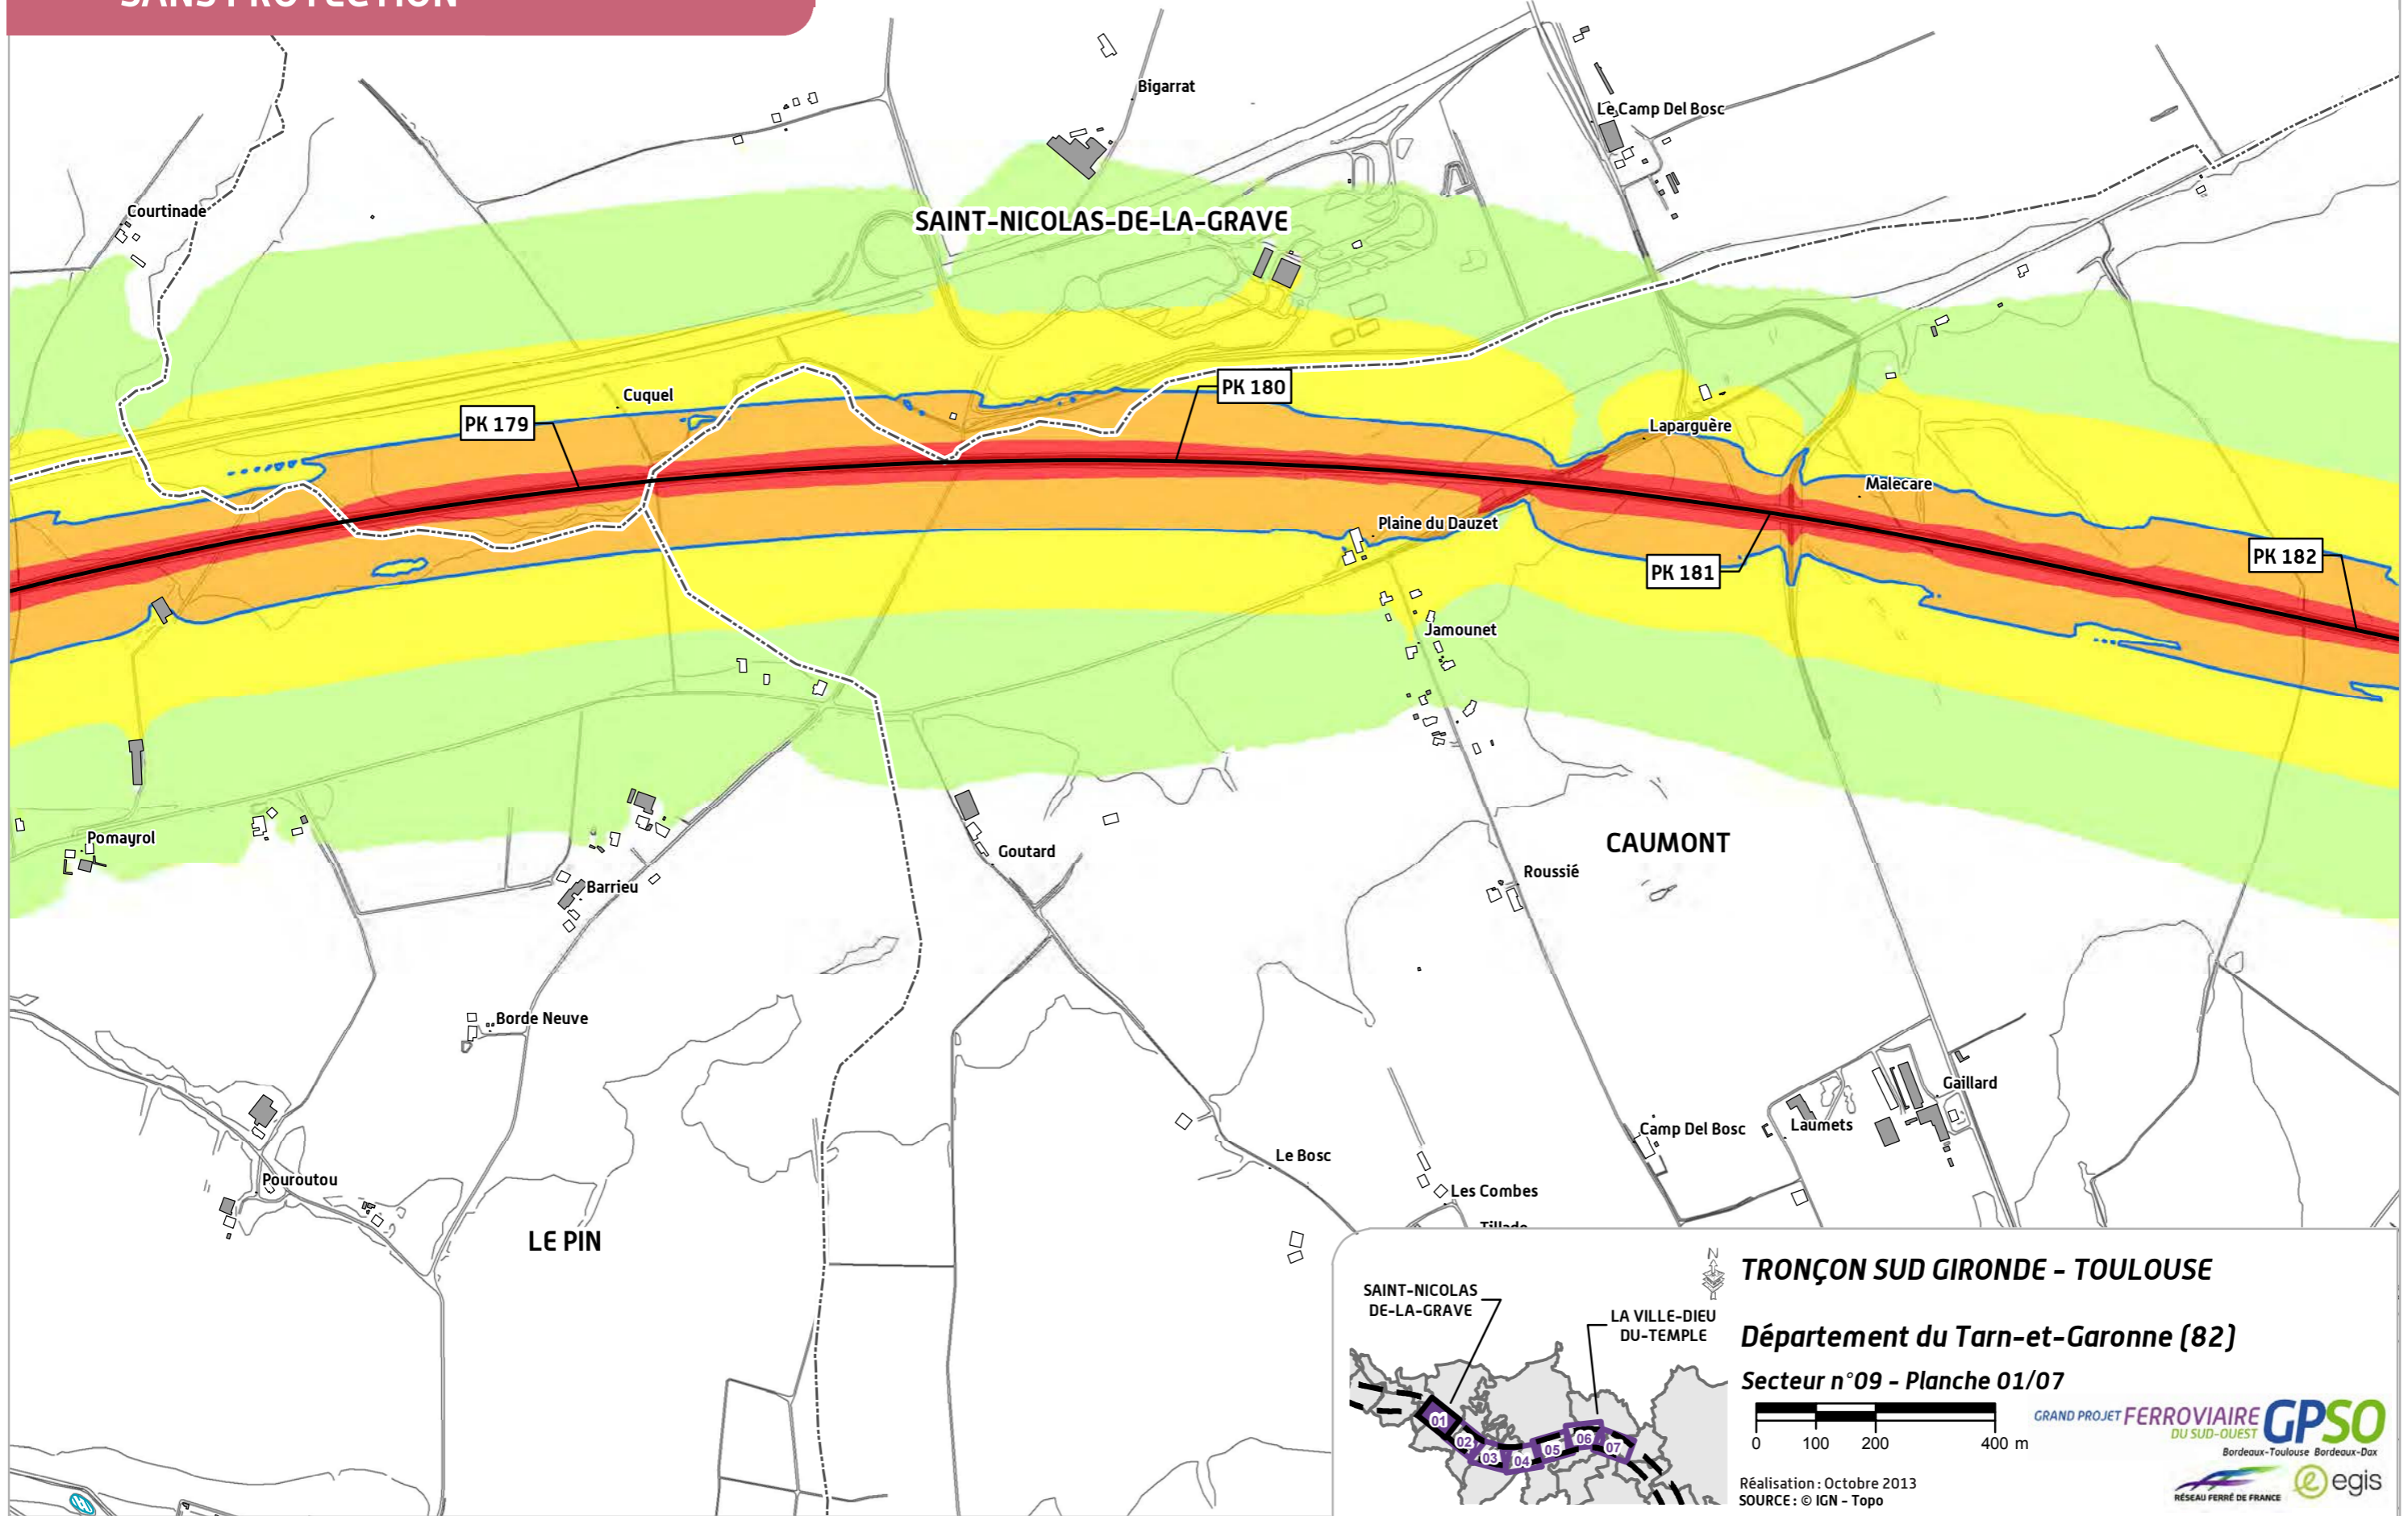 SANS PROTECTION
Bigarrat
Le Camp Del Bosc
Courtinade
SAINT-NICOLAS-DE-LA-GRAVE
Cuquel
PK 179
PK 180
Laparguère
Malecare
Plaine du Dauzet
PK 181
PK 182
Jamounet
Pomayrol
Barrieu
Goutard
CAUMONT
Roussié
Borde Neuve
Gaillard
Laumets
Camp Del Bosc
Le Bosc
Pouroutou
Les Combes
Tillado
LE PIN
SAINT-NICOLAS
DE-LA-GRAVE
LA VILLE-DIEU
DU-TEMPLE
01
02
03
04
05
06
07
N
TRONÇON SUD GIRONDE - TOULOUSE
Département du Tarn-et-Garonne (82)
Secteur n°09 - Planche 01/07
0 100 200 400 m
GRAND PROJET FERROVIAIRE GPSO
DU SUD-OUEST
Bordeaux-Toulouse Bordeaux-Dax
Réalisation : Octobre 2013
SOURCE : © IGN - Topo
RÉSEAU FERRÉ DE FRANCE
egis